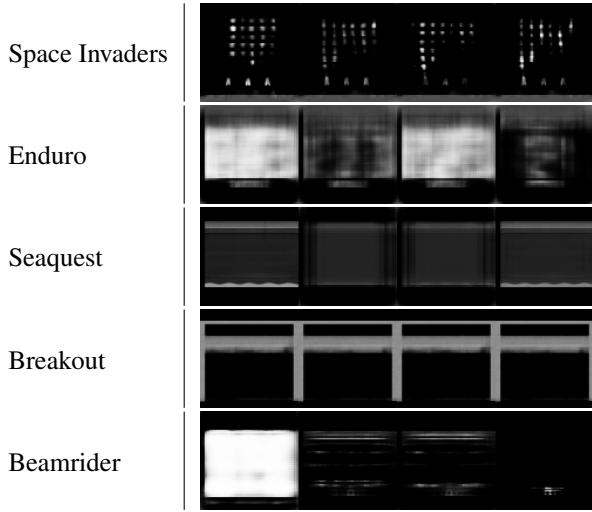 Space Invaders
Enduro
Seaquest
Breakout
Beamrider